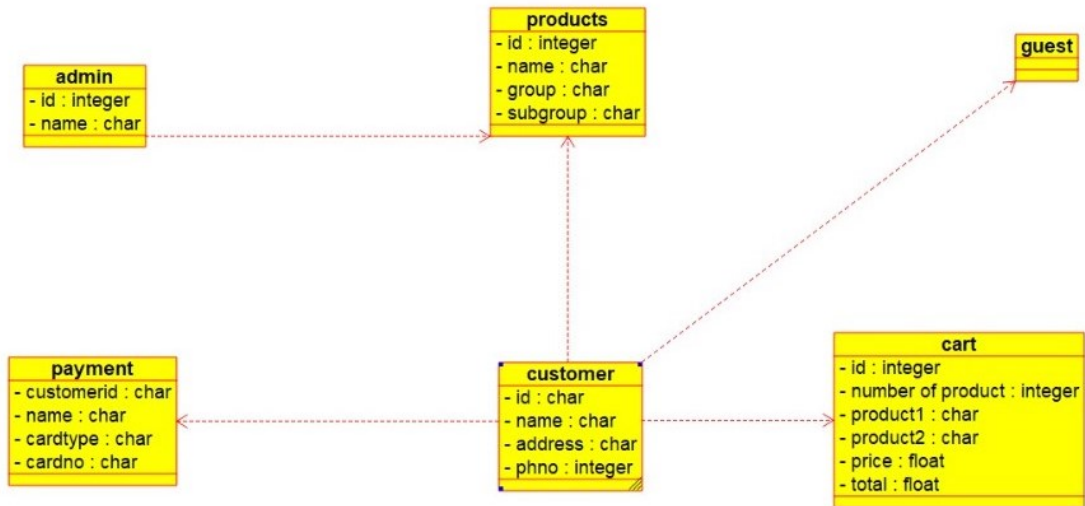 products
- id : integer
- name : char
- group : char
- subgroup : char
guest
admin
- id : integer
- name : char
payment
- customerid : char
- name : char
- cardtype : char
- cardno : char
customer
- id : char
- name : char
- address : char
- phno : integer
cart
- id : integer
- number of product : integer
- product1 : char
- product2 : char
- price : float
- total : float